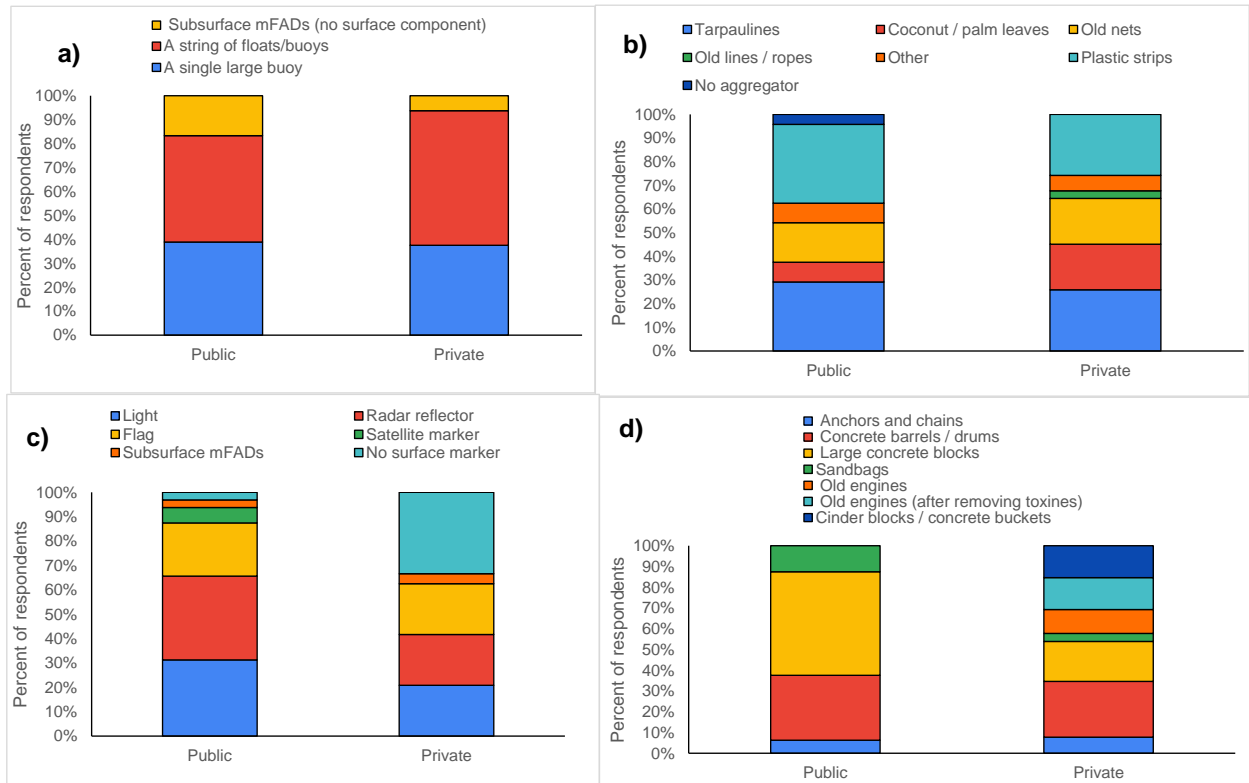 a)
Subsurface mFADs (no surface component)
A string of floats/buoys
A single large buoy
Percent of respondents
100%
90%
80%
70%
60%
50%
40%
30%
20%
10%
0%
Public Private
b)
Tarpaulines Coconut / palm leaves Old nets
Old lines / ropes Other Plastic strips
No aggregator
Percent of respondents
100%
90%
80%
70%
60%
50%
40%
30%
20%
10%
0%
Public Private
c)
Light Radar reflector
Flag Satellite marker
Subsurface mFADs No surface marker
Percent of respondents
100%
90%
80%
70%
60%
50%
40%
30%
20%
10%
0%
Public Private
d)
Anchors and chains
Concrete barrels / drums
Large concrete blocks
Sandbags
Old engines
Old engines (after removing toxines)
Cinder blocks / concrete buckets
Percent of respondents
100%
90%
80%
70%
60%
50%
40%
30%
20%
10%
0%
Public Private